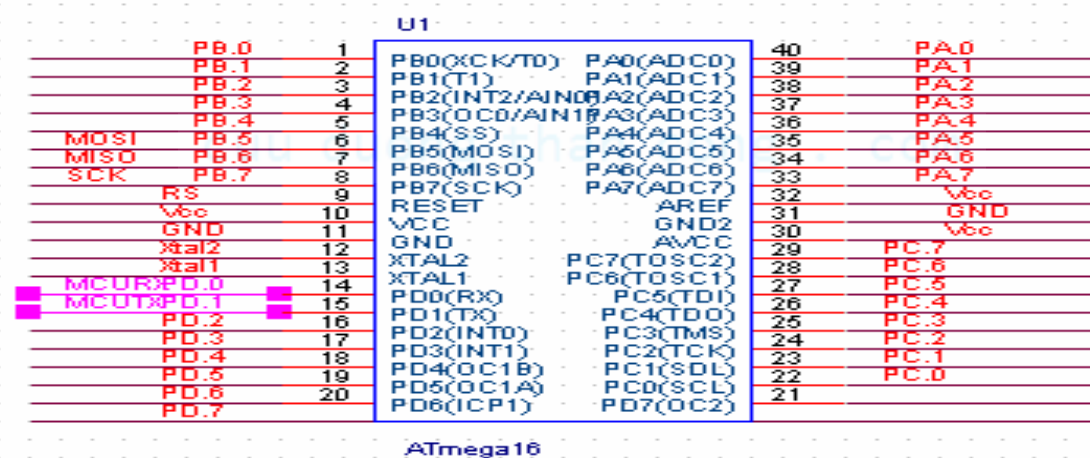 U1
PB.0 1 PB0(XCK/T0) PA0(ADC0) 40 PA.0
PB.1 2 PB1(T1) PA1(ADC1) 39 PA.1
PB.2 3 PB2(INT2/AIN0) PA2(ADC2) 38 PA.2
PB.3 4 PB3(OC0/AIN1) PA3(ADC3) 37 PA.3
PB.4 5 PB4(SS) PA4(ADC4) 36 PA.4
MOSI PB.5 6 PB5(MOSI) PA5(ADC5) 35 PA.5
MISO PB.6 7 PB6(MISO) PA6(ADC6) 34 PA.6
SCK PB.7 8 PB7(SCK) PA7(ADC7) 33 PA.7
RS 9 RESET AREF 32 Vcc
Vcc 10 VCC GND2 31 GND
GND 11 GND AVCC 30 Vcc
Xtal2 12 XTAL2 PC7(TOSC2) 29 PC.7
Xtal1 13 XTAL1 PC6(TOSC1) 28 PC.6
MCURX PD.0 14 PD0(RX) PC5(TDI) 27 PC.5
MCUTX PD.1 15 PD1(TX) PC4(TDO) 26 PC.4
PD.2 16 PD2(INT0) PC3(TMS) 25 PC.3
PD.3 17 PD3(INT1) PC2(TCK) 24 PC.2
PD.4 18 PD4(OC1B) PC1(SDL) 23 PC.1
PD.5 19 PD5(OC1A) PC0(SCL) 22 PC.0
PD.6 20 PD6(ICP1) PD7(OC2) 21
PD.7
ATmega16